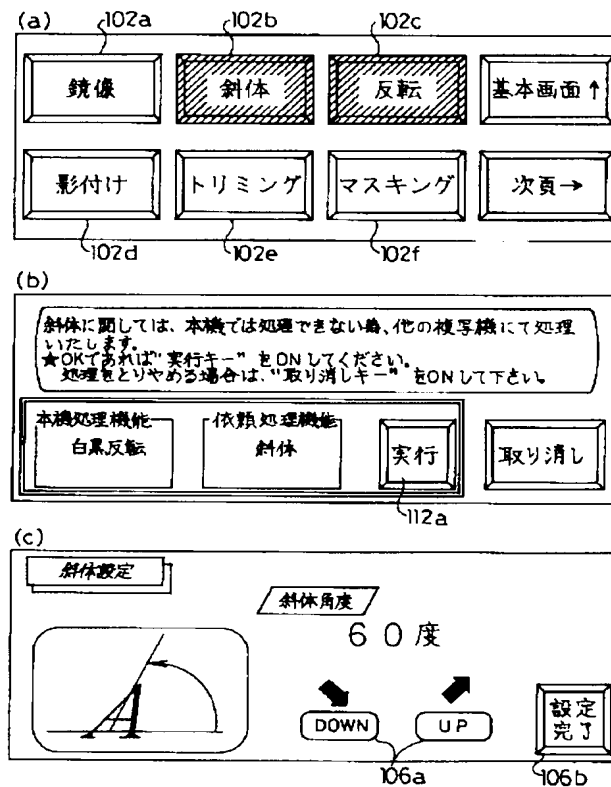 (a)
102a
102b
102c
鏡像
斜体
反転
基本画面↑
影付け
トリミング
マスキング
次頁→
102d
102e
102f
(b)
斜体に関しては、本機では処理できない為、他の複写機にて処理
いたします。
★OKであれば"実行キー"をONしてください。
処理をとりやめる場合は、"取り消しキー"をONして下さい。
本機処理機能
白黒反転
依頼処理機能
斜体
実行
取り消し
112a
(c)
斜体設定
斜体角度
60度
DOWN
UP
設定
完了
106a
106b